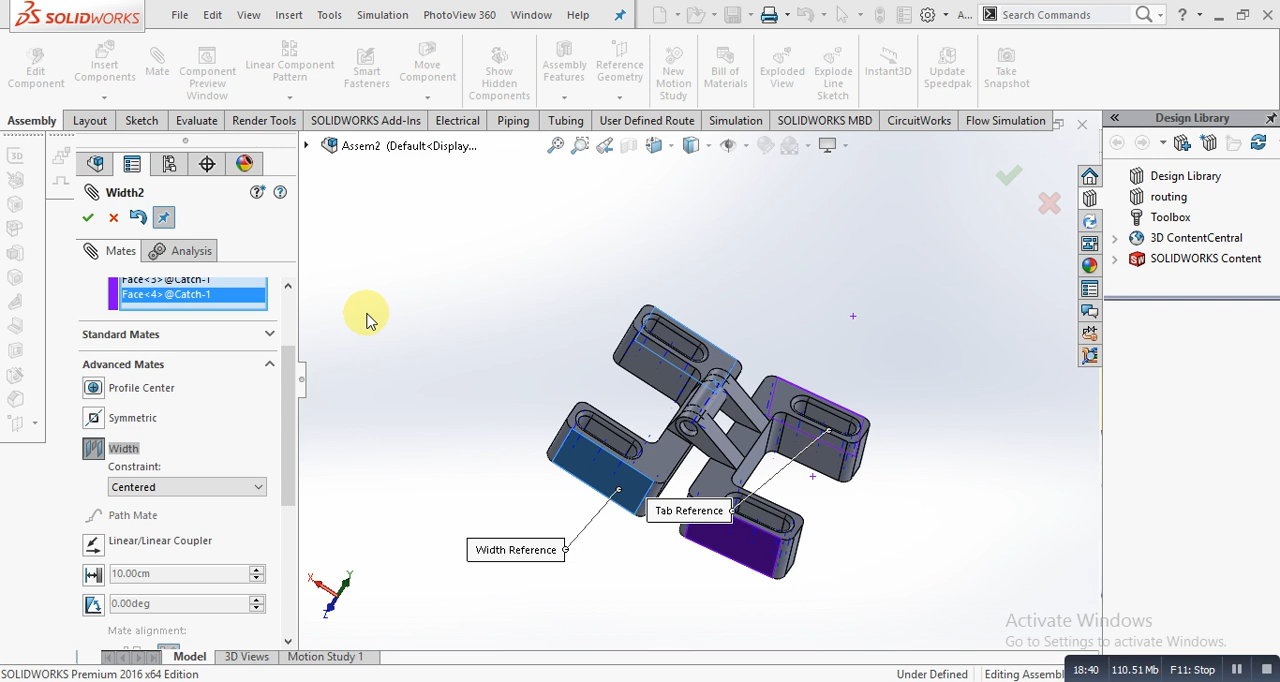 SOLIDWORKS File Edit View Insert Tools Simulation PhotoView 360 Window Help A... Search Commands ?
Edit Component
Insert Components
Mate
Component Preview Window
Linear Component Pattern
Smart Fasteners
Move Component
Show Hidden Components
Assembly Features
Reference Geometry
New Motion Study
Bill of Materials
Exploded View
Explode Line Sketch
Instant3D
Update Speedpak
Take Snapshot
Assembly Layout Sketch Evaluate Render Tools SOLIDWORKS Add-Ins Electrical Piping Tubing User Defined Route Simulation SOLIDWORKS MBD CircuitWorks Flow Simulation
Design Library
Assem2 (Default<Display...
Width2
Mates Analysis
Face<3>@Catch-1
Face<4>@Catch-1
Standard Mates
Advanced Mates
Profile Center
Symmetric
Width
Constraint:
Centered
Path Mate
Linear/Linear Coupler
10.00cm
0.00deg
Mate alignment:
Width Reference
Tab Reference
X Y Z
Design Library
routing
Toolbox
3D ContentCentral
SOLIDWORKS Content
Activate Windows
Go to Settings to activate Windows.
Model 3D Views Motion Study 1
SOLIDWORKS Premium 2016 x64 Edition Under Defined Editing Assembl
18:40 110.51 Mb F11: Stop